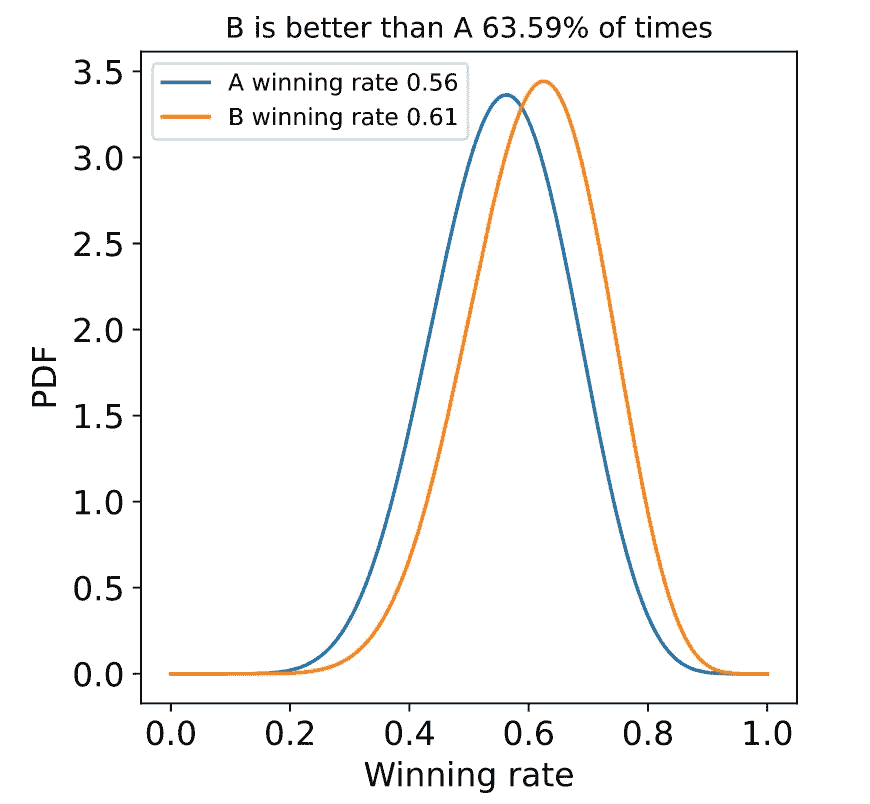 B is better than A 63.59% of times
A winning rate 0.56
B winning rate 0.61
3.5
3.0
2.5
2.0
1.5
1.0
0.5
0.0
PDF
0.0 0.2 0.4 0.6 0.8 1.0
Winning rate